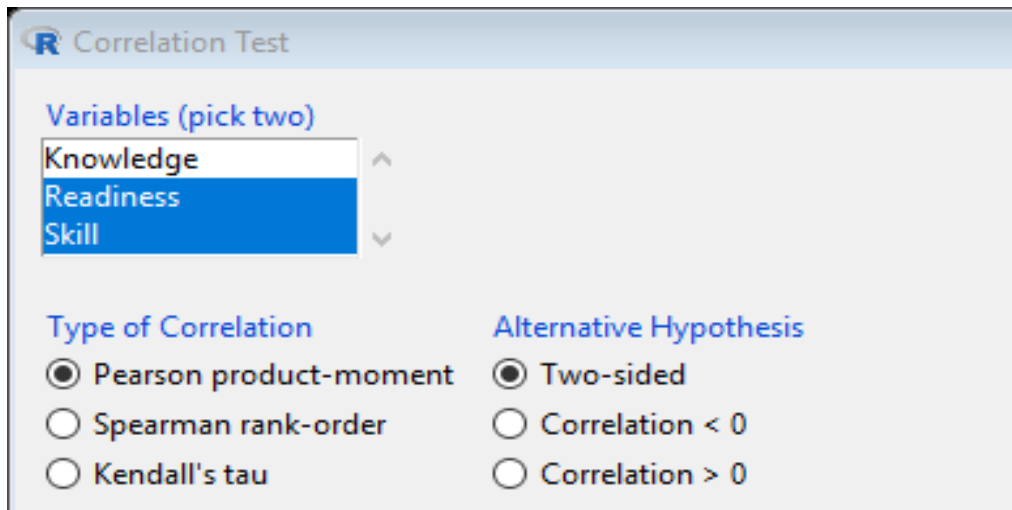 R Correlation Test
Variables (pick two)
Knowledge
Readiness
Skill
Type of Correlation
Pearson product-moment
Spearman rank-order
Kendall's tau
Alternative Hypothesis
Two-sided
Correlation < 0
Correlation > 0